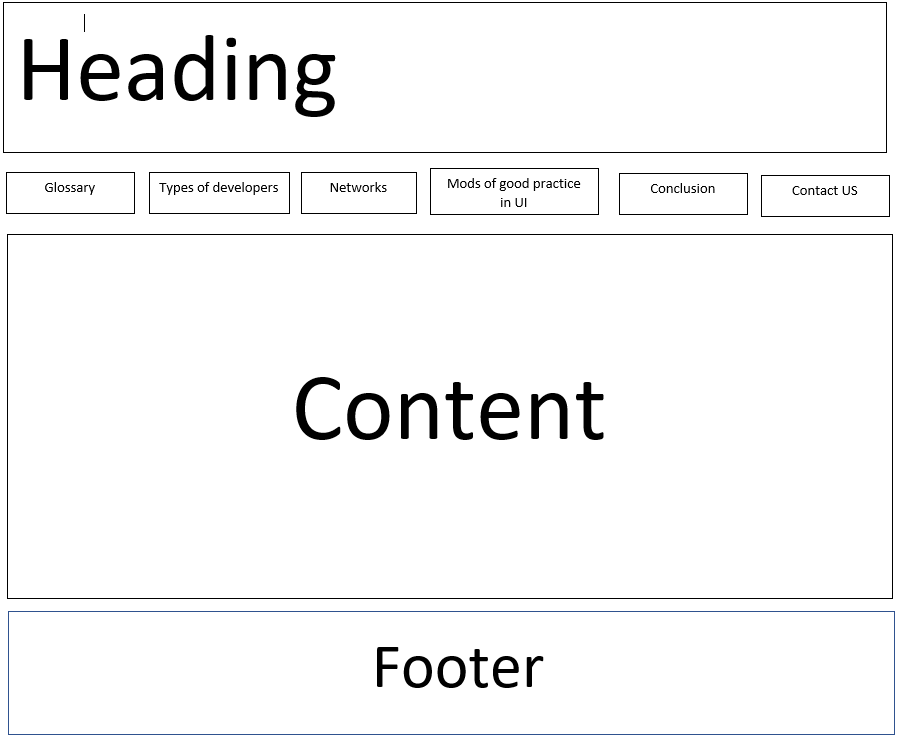 Heading
Glossary
Types of developers
Networks
Mods of good practice
in UI
Conclusion
Contact US
Content
Footer